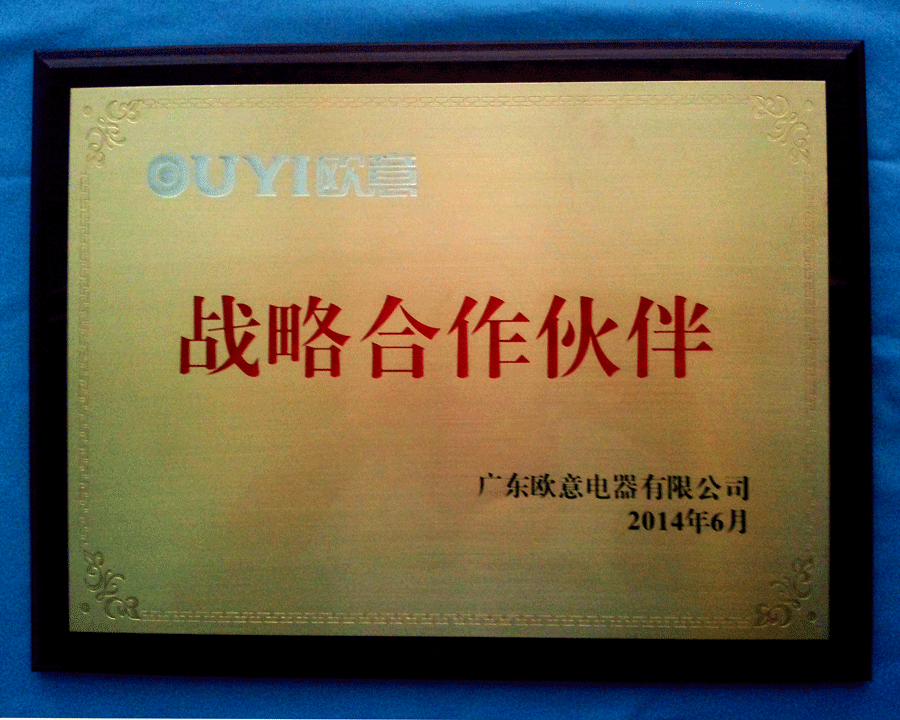 OUYI欧意
战略合作伙伴
广东欧意电器有限公司
2014年6月